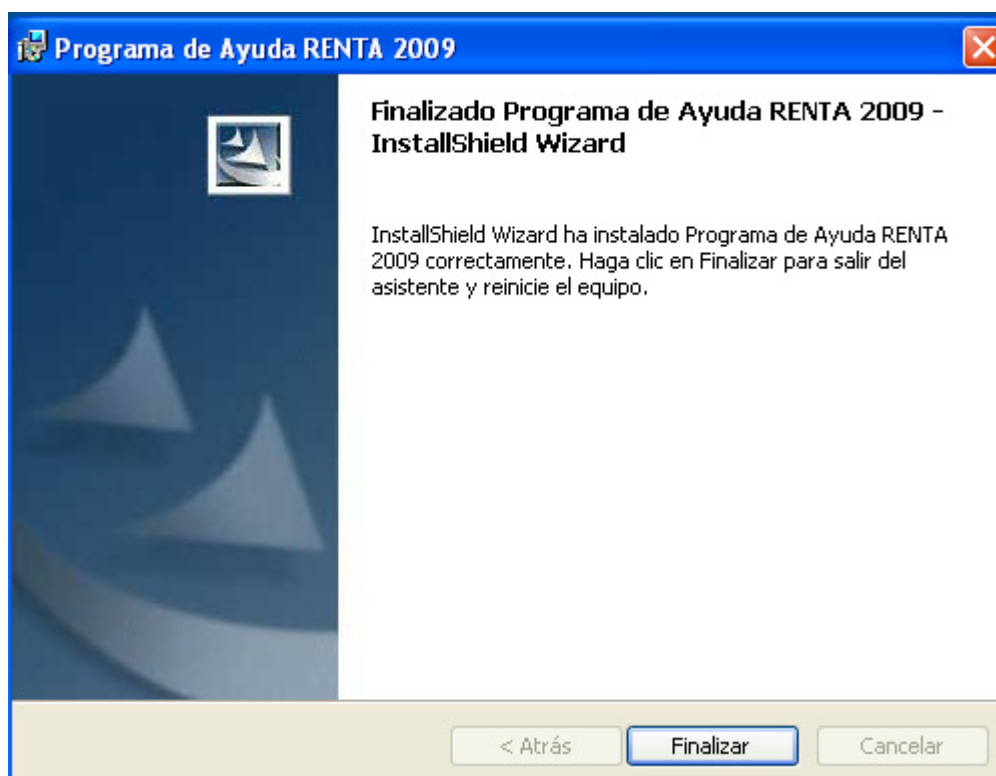 Programa de Ayuda RENTA 2009
Finalizado Programa de Ayuda RENTA 2009 -
InstallShield Wizard
InstallShield Wizard ha instalado Programa de Ayuda RENTA
2009 correctamente. Haga clic en Finalizar para salir del
asistente y reinicie el equipo.
< Atrás Finalizar Cancelar